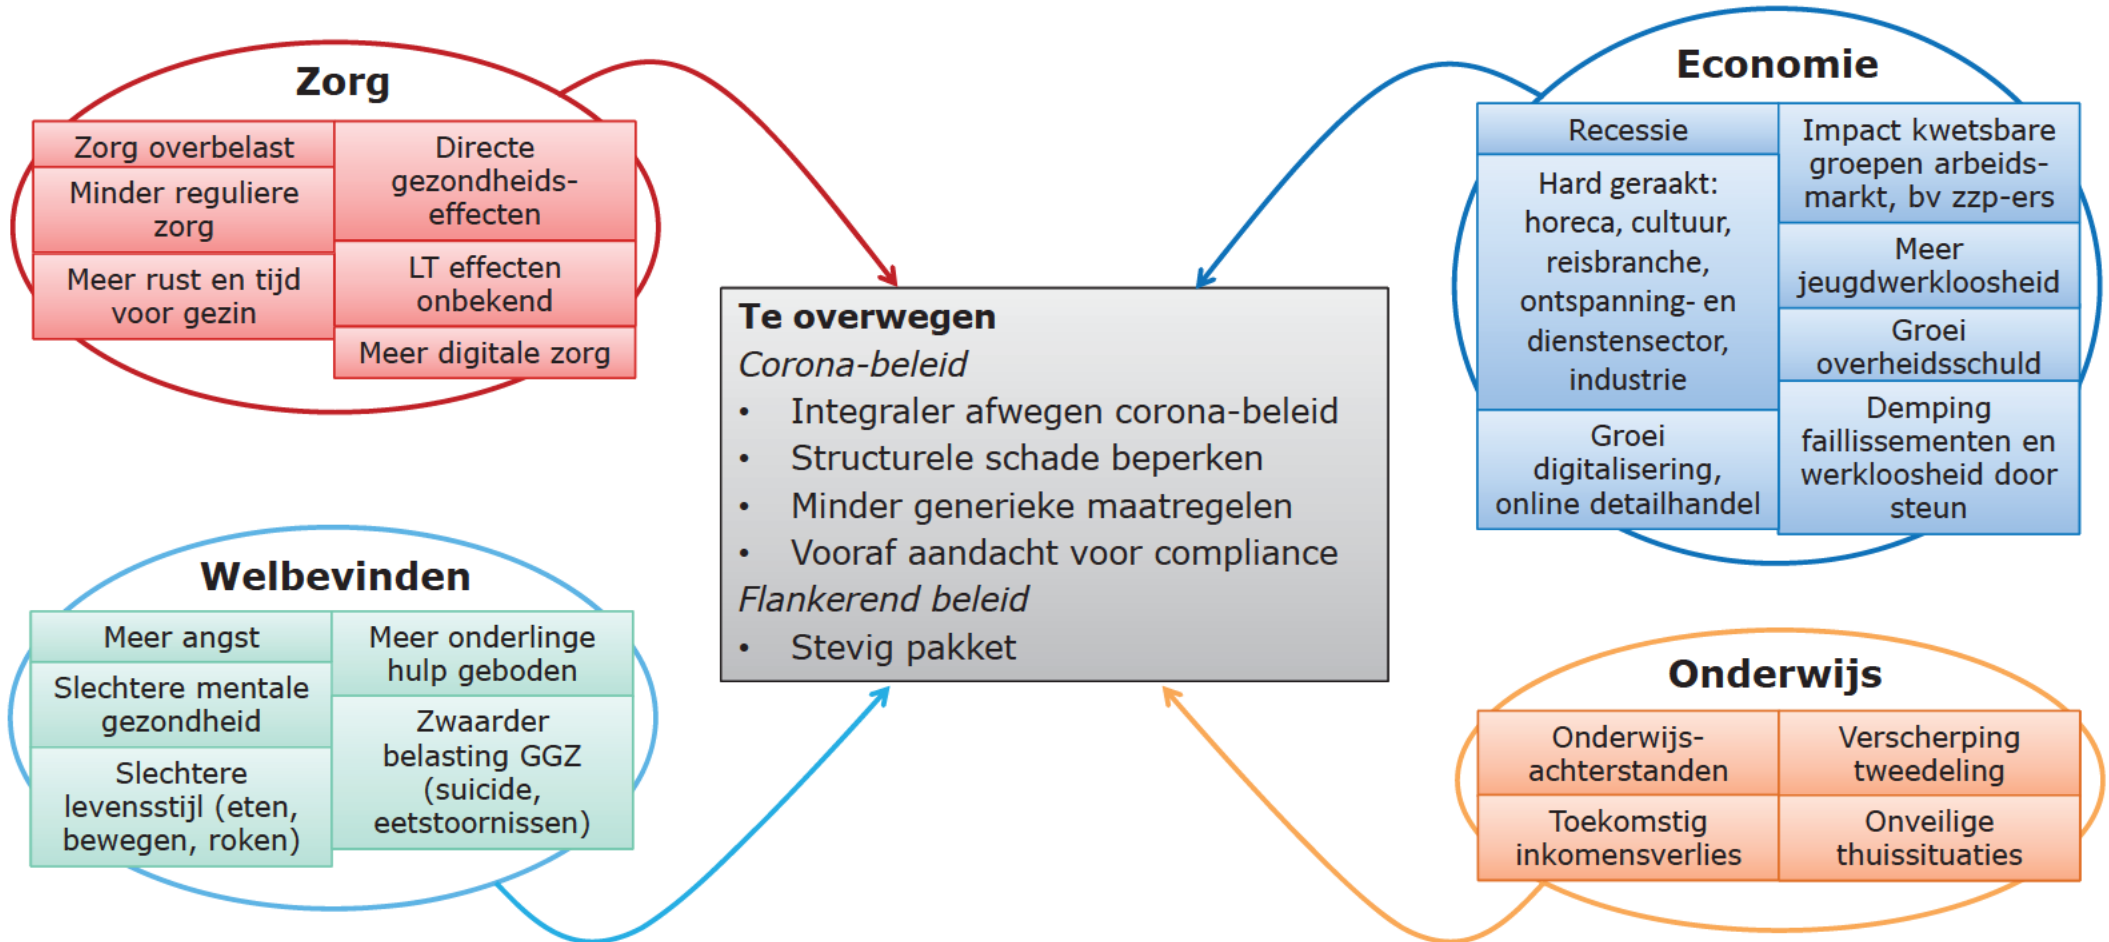 Zorg
Zorg overbelast
Minder reguliere
zorg
Meer rust en tijd
voor gezin
Directe
gezondheids-
effecten
LT effecten
onbekend
Meer digitale zorg
Economie
Recessie
Hard geraakt:
horeca, cultuur,
reisbranche,
ontspanning- en
dienstensector,
industrie
Groei
digitalisering,
online detailhandel
Impact kwetsbare
groepen arbeids-
markt, bv zzp-ers
Meer
jeugdwerkloosheid
Groei
overheidsschuld
Demping
faillissementen en
werkloosheid door
steun
Te overwegen
Corona-beleid
• Integraler afwegen corona-beleid
• Structurele schade beperken
• Minder generieke maatregelen
• Vooraf aandacht voor compliance
Flankerend beleid
• Stevig pakket
Welbevinden
Meer angst
Slechtere mentale
gezondheid
Slechtere
levensstijl (eten,
bewegen, roken)
Meer onderlinge
hulp geboden
Zwaarder
belasting GGZ
(suicide,
eetstoornissen)
Onderwijs
Onderwijs-
achterstanden
Toekomstig
inkomensverlies
Verscherping
tweedeling
Onveilige
thuissituaties